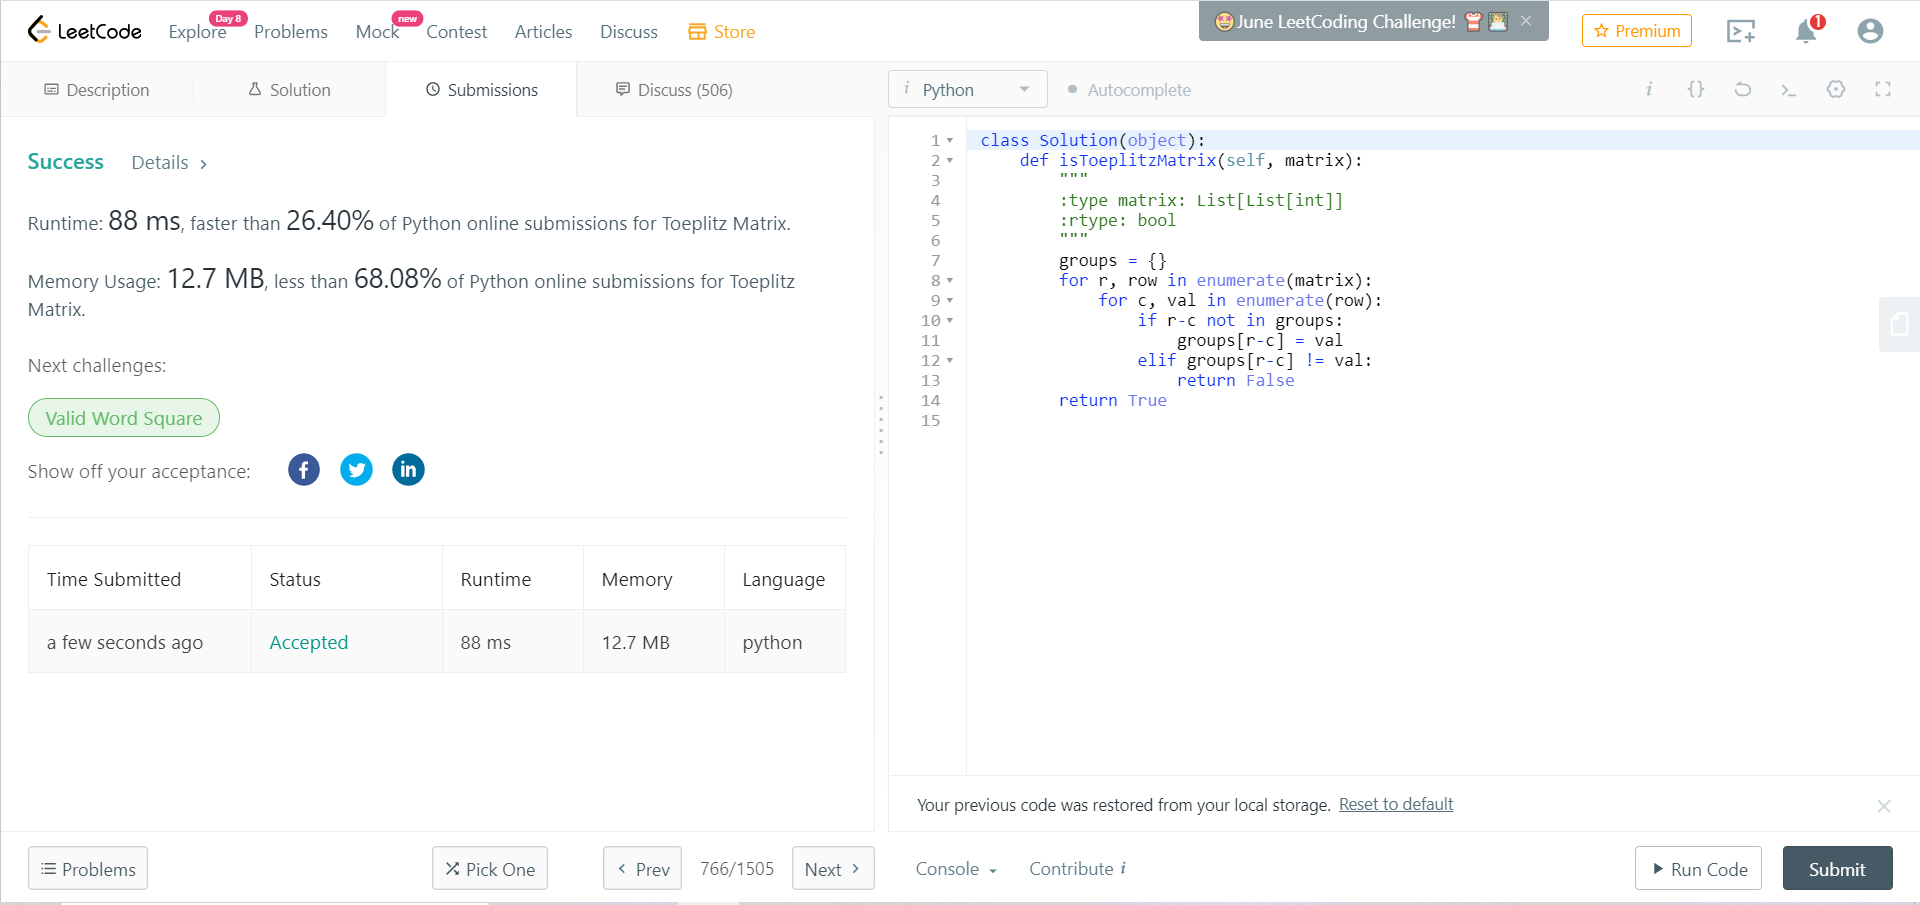 LeetCode Explore Day 8 Problems Mock new Contest Articles Discuss Store 🤩June LeetCoding Challenge! Premium 1
Description Solution Submissions Discuss (506)
Success Details
Runtime: 88 ms, faster than 26.40% of Python online submissions for Toeplitz Matrix.
Memory Usage: 12.7 MB, less than 68.08% of Python online submissions for Toeplitz
Matrix.
Next challenges:
Valid Word Square
Show off your acceptance:
Time Submitted Status Runtime Memory Language
a few seconds ago Accepted 88 ms 12.7 MB python
Problems Pick One Prev 766/1505 Next
i Python Autocomplete i {}
1 class Solution(object):
2     def isToeplitzMatrix(self, matrix):
3         """
4         :type matrix: List[List[int]]
5         :rtype: bool
6         """
7         groups = {}
8         for r, row in enumerate(matrix):
9             for c, val in enumerate(row):
10                 if r-c not in groups:
11                     groups[r-c] = val
12                 elif groups[r-c] != val:
13                     return False
14         return True
15
Your previous code was restored from your local storage. Reset to default
Console Contribute i Run Code Submit